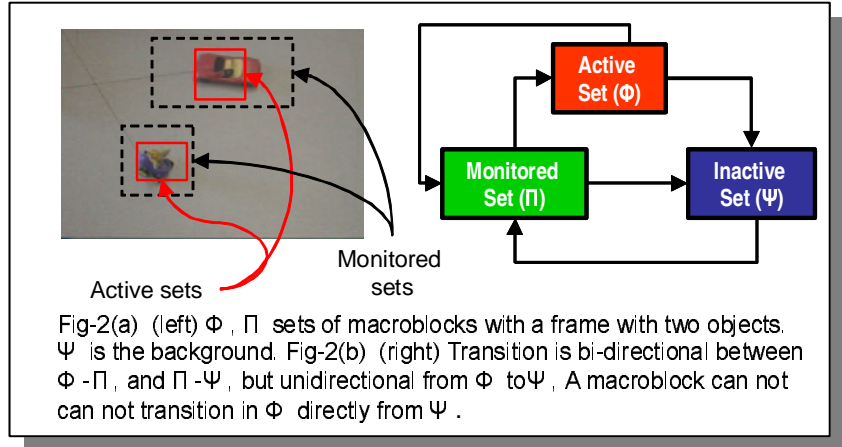 Active
Set (Φ)
Monitored
Set (Π)
Inactive
Set (Ψ)
Active sets
Monitored
sets
Fig-2(a) (left) Φ , Π sets of macroblocks with a frame with two objects.
Ψ is the background. Fig-2(b) (right) Transition is bi-directional between
Φ -Π , and Π -Ψ , but unidirectional from Φ toΨ , A macroblock can not
can not transition in Φ directly from Ψ .